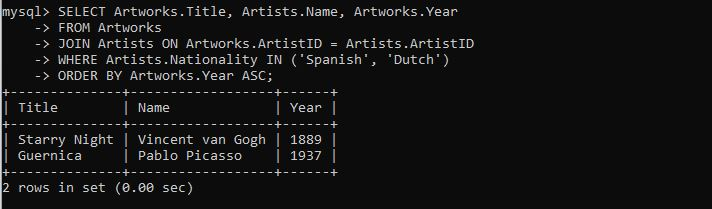 mysql> SELECT Artworks.Title, Artists.Name, Artworks.Year
    -> FROM Artworks
    -> JOIN Artists ON Artworks.ArtistID = Artists.ArtistID
    -> WHERE Artists.Nationality IN ('Spanish', 'Dutch')
    -> ORDER BY Artworks.Year ASC;
+--------------+------------------+------+
| Title        | Name             | Year |
+--------------+------------------+------+
| Starry Night | Vincent van Gogh | 1889 |
| Guernica     | Pablo Picasso    | 1937 |
+--------------+------------------+------+
2 rows in set (0.00 sec)